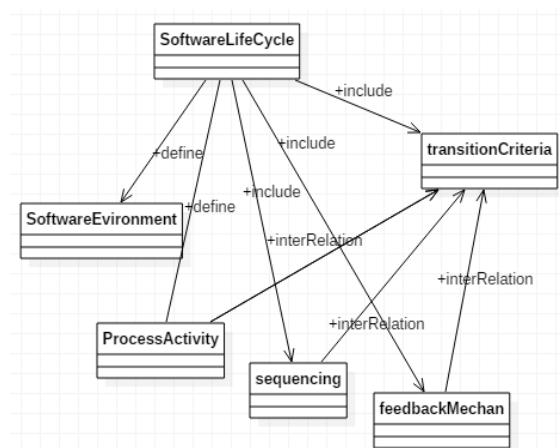 SoftwareLifeCycle
+include
transitionCriteria
+include
+define
+include
+define
SoftwareEvironment
+interRelation
+interRelation
+interRelation
ProcessActivity
sequencing
feedbackMechan